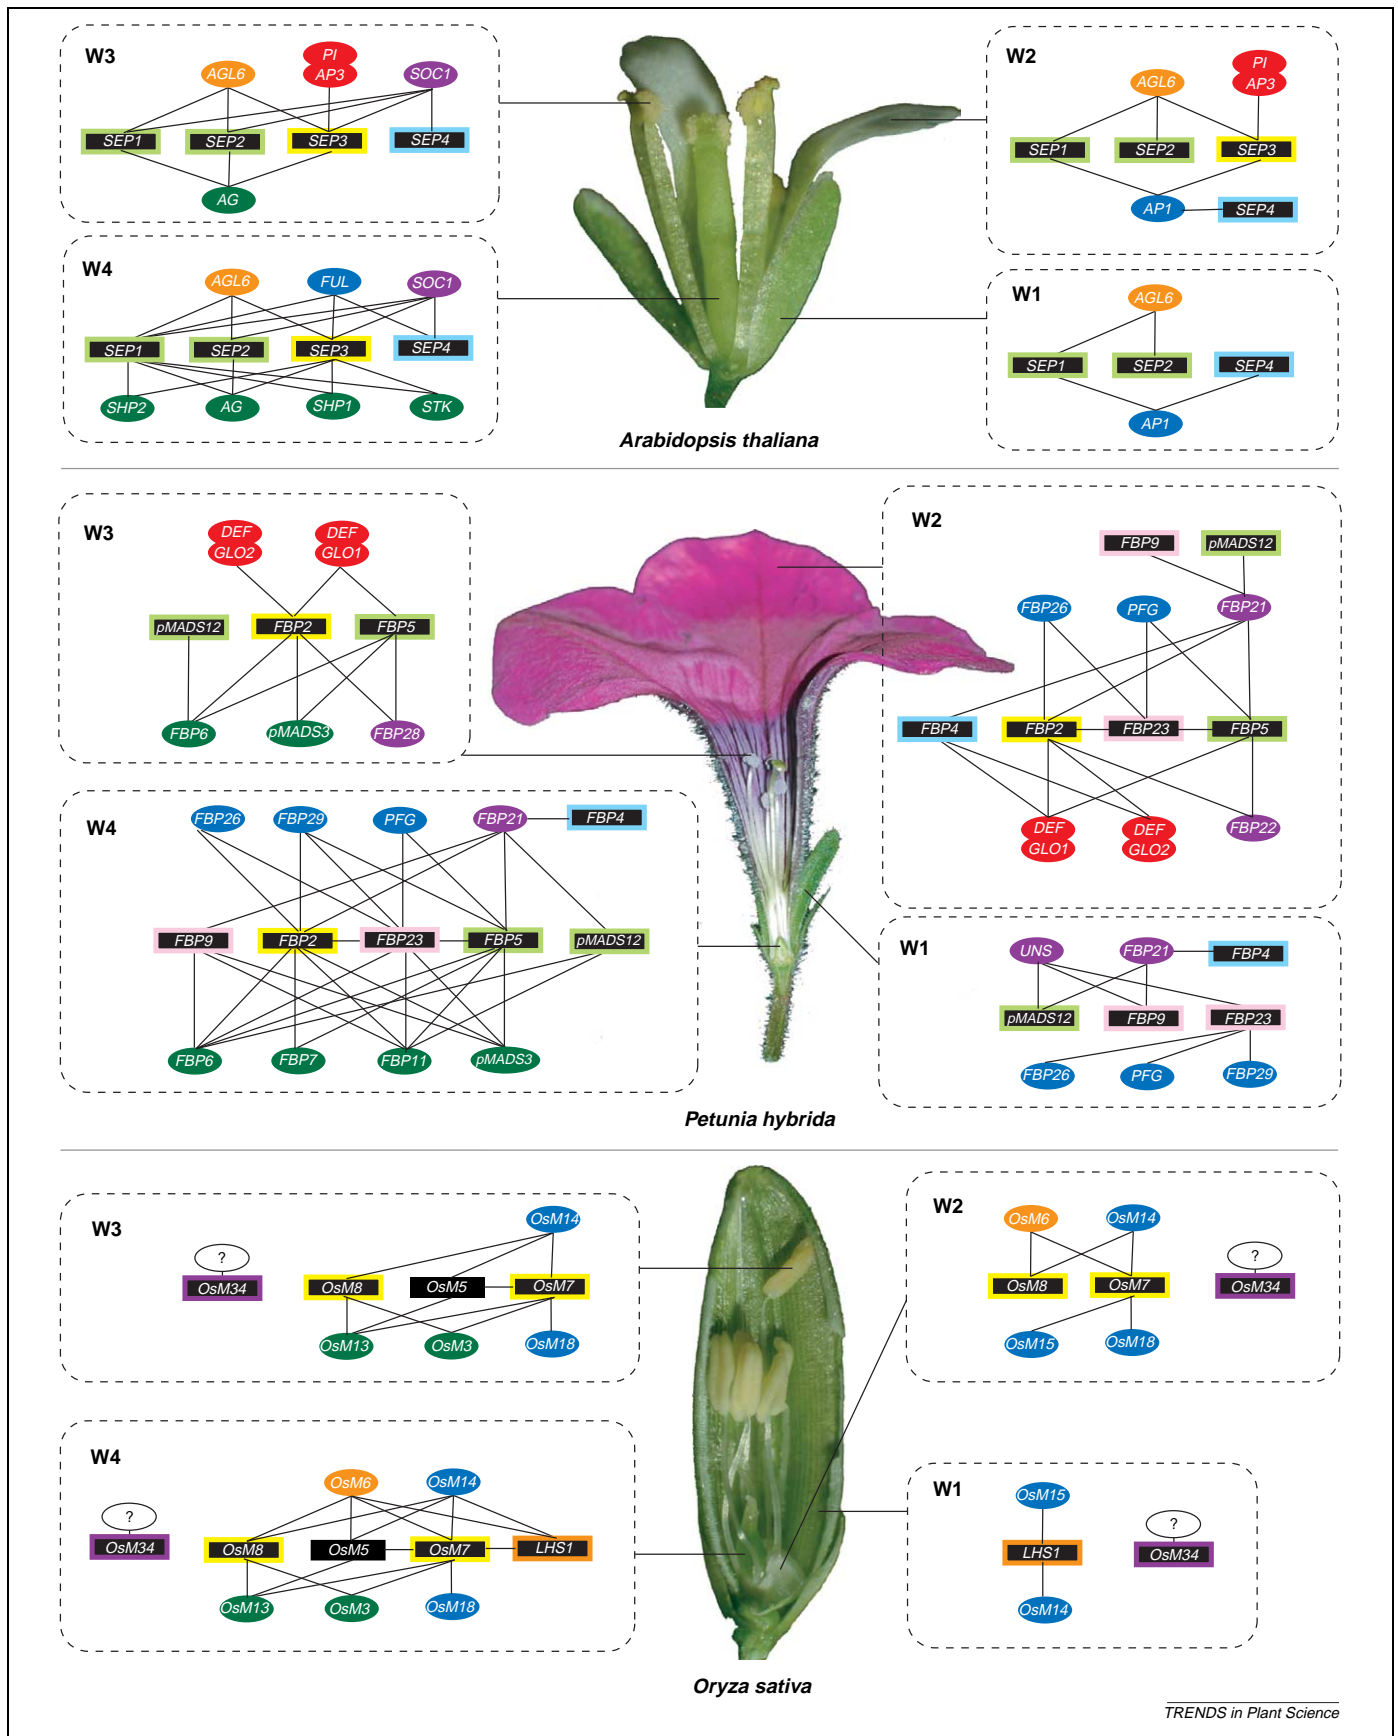 W3
PI
AGL6 AP3 SOC1
SEP1 SEP2 SEP3 SEP4
AG
W2
PI
AGL6 AP3
SEP1 SEP2 SEP3
AP1 SEP4
W4
AGL6 FUL SOC1
SEP1 SEP2 SEP3 SEP4
SHP2 AG SHP1 STK
W1
AGL6
SEP1 SEP2 SEP4
AP1
Arabidopsis thaliana
W3
DEF DEF
GLO2 GLO1
pMADS12 FBP2 FBP5
FBP6 pMADS3 FBP28
W2
FBP9 pMADS12
FBP26 PFG FBP21
FBP4 FBP2 FBP23 FBP5
DEF DEF FBP22
GLO1 GLO2
W4
FBP26 FBP29 PFG FBP21 FBP4
FBP9 FBP2 FBP23 FBP5 pMADS12
FBP6 FBP7 FBP11 pMADS3
W1
UNS FBP21 FBP4
pMADS12 FBP9 FBP23
FBP26 PFG FBP29
Petunia hybrida
W3
OsM14
?
OsM34 OsM8 OsM5 OsM7
OsM13 OsM3 OsM18
W2
OsM6 OsM14
?
OsM8 OsM7 OsM34
OsM15 OsM18
W4
OsM6 OsM14
?
OsM34 OsM8 OsM5 OsM7 LHS1
OsM13 OsM3 OsM18
W1
OsM15
?
LHS1 OsM34
OsM14
Oryza sativa
TRENDS in Plant Science